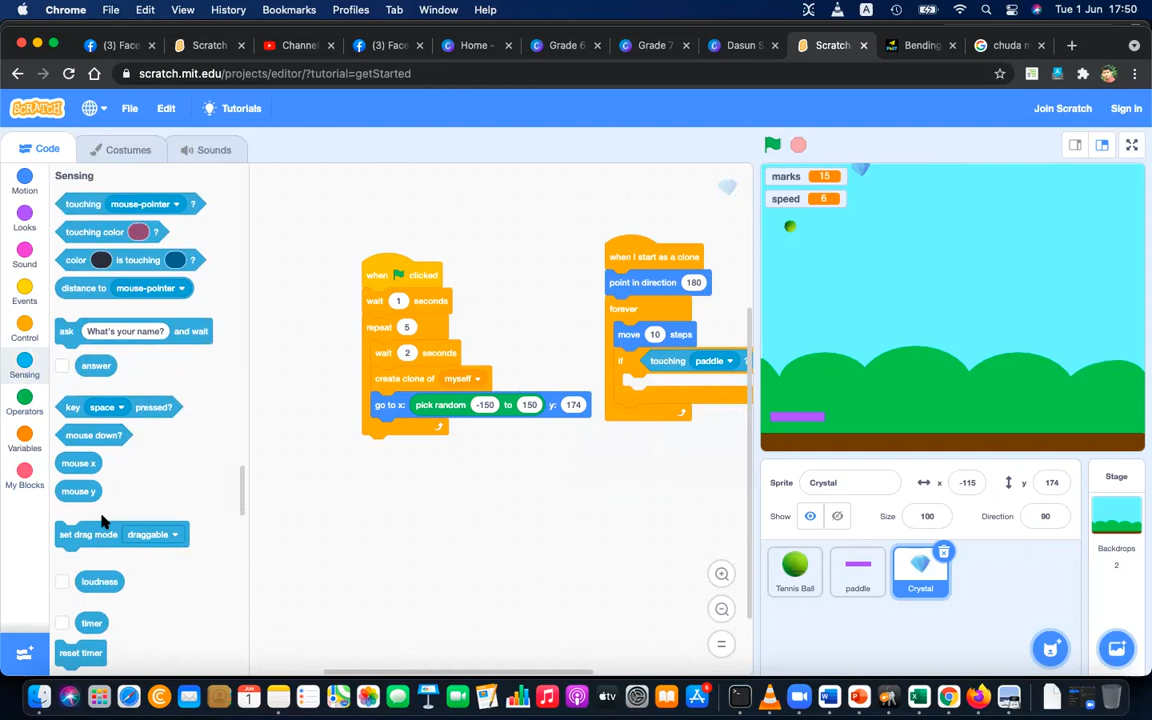 Chrome File Edit View History Bookmarks Profiles Tab Window Help A Tue 1 Jun 17:50
(3) Face Scratch Channel (3) Face Home - Grade 6 Grade 7 Dasun S Scratch Bending chuda m
scratch.mit.edu/projects/editor/?tutorial=getStarted
SCRATCH File Edit Tutorials Join Scratch Sign in
Code Costumes Sounds
Motion
Looks
Sound
Events
Control
Sensing
Operators
Variables
My Blocks
Sensing
touching mouse-pointer ?
touching color ?
color is touching ?
distance to mouse-pointer
ask What's your name? and wait
answer
key space pressed?
mouse down?
mouse x
mouse y
set drag mode draggable
loudness
timer
reset timer
when clicked
wait 1 seconds
repeat 5
wait 2 seconds
create clone of myself
go to x: pick random -150 to 150 y: 174
when I start as a clone
point in direction 180
forever
move 10 steps
if touching paddle ?
marks 15
speed 6
Sprite Crystal x -115 y 174
Show Size 100 Direction 90
Tennis Ball paddle Crystal
Stage
Backdrops
2